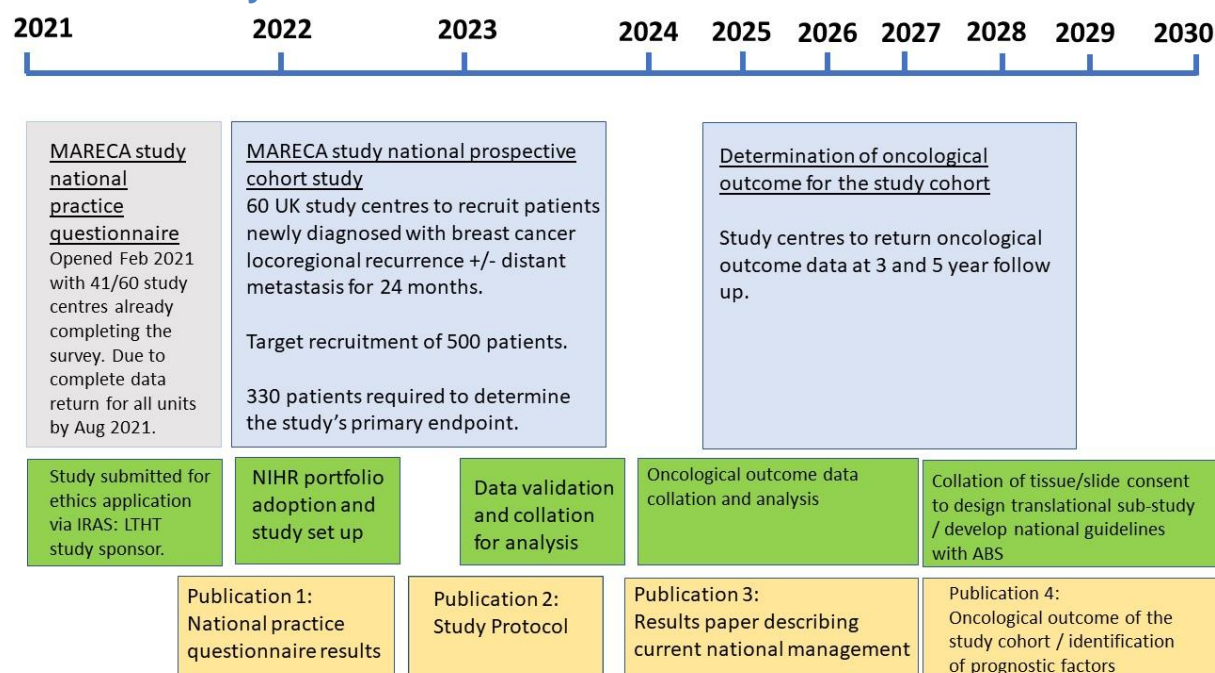 2021 2022 2023 2024 2025 2026 2027 2028 2029 2030
MARECA study
national
practice
questionnaire
Opened Feb 2021
with 41/60 study
centres already
completing the
survey. Due to
complete data
return for all units
by Aug 2021.
MARECA study national prospective
cohort study
60 UK study centres to recruit patients
newly diagnosed with breast cancer
locoregional recurrence +/- distant
metastasis for 24 months.
Target recruitment of 500 patients.
330 patients required to determine
the study's primary endpoint.
Determination of oncological
outcome for the study cohort
Study centres to return oncological
outcome data at 3 and 5 year follow
up.
Study submitted for
ethics application
via IRAS: LTHT
study sponsor.
NIHR portfolio
adoption and
study set up
Data validation
and collation
for analysis
Oncological outcome data
collation and analysis
Collation of tissue/slide consent
to design translational sub-study
/ develop national guidelines
with ABS
Publication 1:
National practice
questionnaire results
Publication 2:
Study Protocol
Publication 3:
Results paper describing
current national management
Publication 4:
Oncological outcome of the
study cohort / identification
of prognostic factors